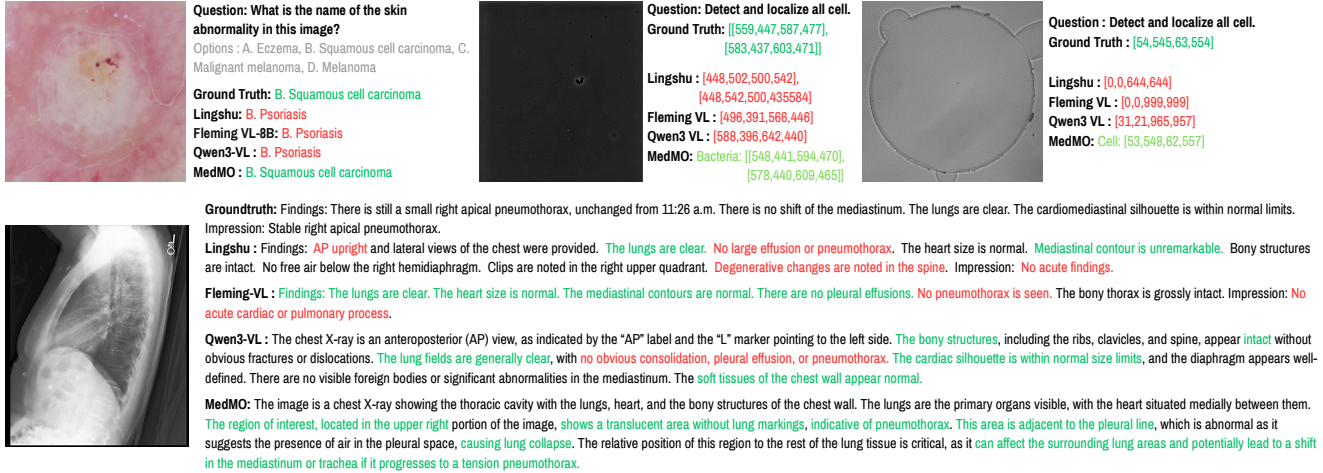 Question: What is the name of the skin
abnormality in this image?
Options : A. Eczema, B. Squamous cell carcinoma, C.
Malignant melanoma, D. Melanoma
Ground Truth: B. Squamous cell carcinoma
Lingshu: B. Psoriasis
Fleming VL-8B: B. Psoriasis
Qwen3-VL : B. Psoriasis
MedMO : B. Squamous cell carcinoma
Question: Detect and localize all cell.
Ground Truth : [[559,447,587,477],
[583,437,603,471]]
Lingshu : [448,502,500,542],
[448,542,500,435584]
Fleming VL : [496,391,566,446]
Qwen3 VL : [588,396,642,440]
MedMO: Bacteria: [[548,441,594,470],
[578,440,609,465]]
Question : Detect and localize all cell.
Ground Truth : [54,545,63,554]
Lingshu : [0,0,644,644]
Fleming VL : [0,0,999,999]
Qwen3 VL : [31,21,965,957]
MedMO: Cell: [53,548,62,557]
Groundtruth: Findings: There is still a small right apical pneumothorax, unchanged from 11:26 a.m. There is no shift of the mediastinum. The lungs are clear. The cardiomediastinal silhouette is within normal limits.
Impression: Stable right apical pneumothorax.
Lingshu : Findings: AP upright and lateral views of the chest were provided. The lungs are clear. No large effusion or pneumothorax. The heart size is normal. Mediastinal contour is unremarkable. Bony structures
are intact. No free air below the right hemidiaphragm. Clips are noted in the right upper quadrant. Degenerative changes are noted in the spine. Impression: No acute findings.
Fleming-VL : Findings: The lungs are clear. The heart size is normal. The mediastinal contours are normal. There are no pleural effusions. No pneumothorax is seen. The bony thorax is grossly intact. Impression: No
acute cardiac or pulmonary process.
Qwen3-VL : The chest X-ray is an anteroposterior (AP) view, as indicated by the “AP” label and the “L” marker pointing to the left side. The bony structures, including the ribs, clavicles, and spine, appear intact without
obvious fractures or dislocations. The lung fields are generally clear, with no obvious consolidation, pleural effusion, or pneumothorax. The cardiac silhouette is within normal size limits, and the diaphragm appears well-
defined. There are no visible foreign bodies or significant abnormalities in the mediastinum. The soft tissues of the chest wall appear normal.
MedMO: The image is a chest X-ray showing the thoracic cavity with the lungs, heart, and the bony structures of the chest wall. The lungs are the primary organs visible, with the heart situated medially between them.
The region of interest, located in the upper right portion of the image, shows a translucent area without lung markings, indicative of pneumothorax. This area is adjacent to the pleural line, which is abnormal as it
suggests the presence of air in the pleural space, causing lung collapse. The relative position of this region to the rest of the lung tissue is critical, as it can affect the surrounding lung areas and potentially lead to a shift
in the mediastinum or trachea if it progresses to a tension pneumothorax.